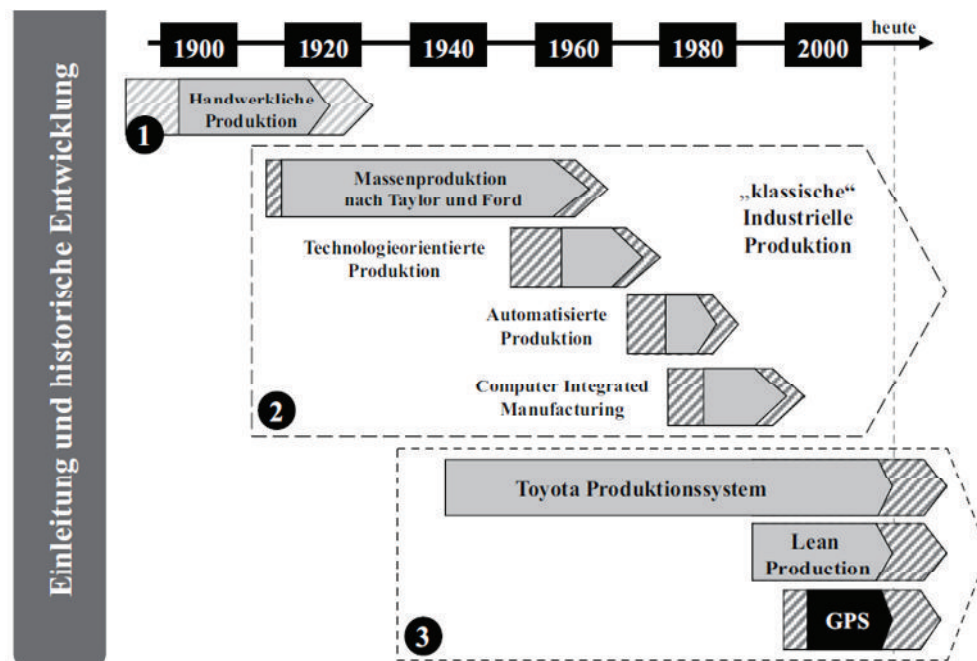 Einleitung und historische Entwicklung
heute
1900 1920 1940 1960 1980 2000
Handwerkliche
Produktion
1
Massenproduktion
nach Taylor und Ford
„klassische“
Industrielle
Produktion
Technologieorientierte
Produktion
Automatisierte
Produktion
Computer Integrated
Manufacturing
2
Toyota Produktionssystem
Lean
Production
GPS
3